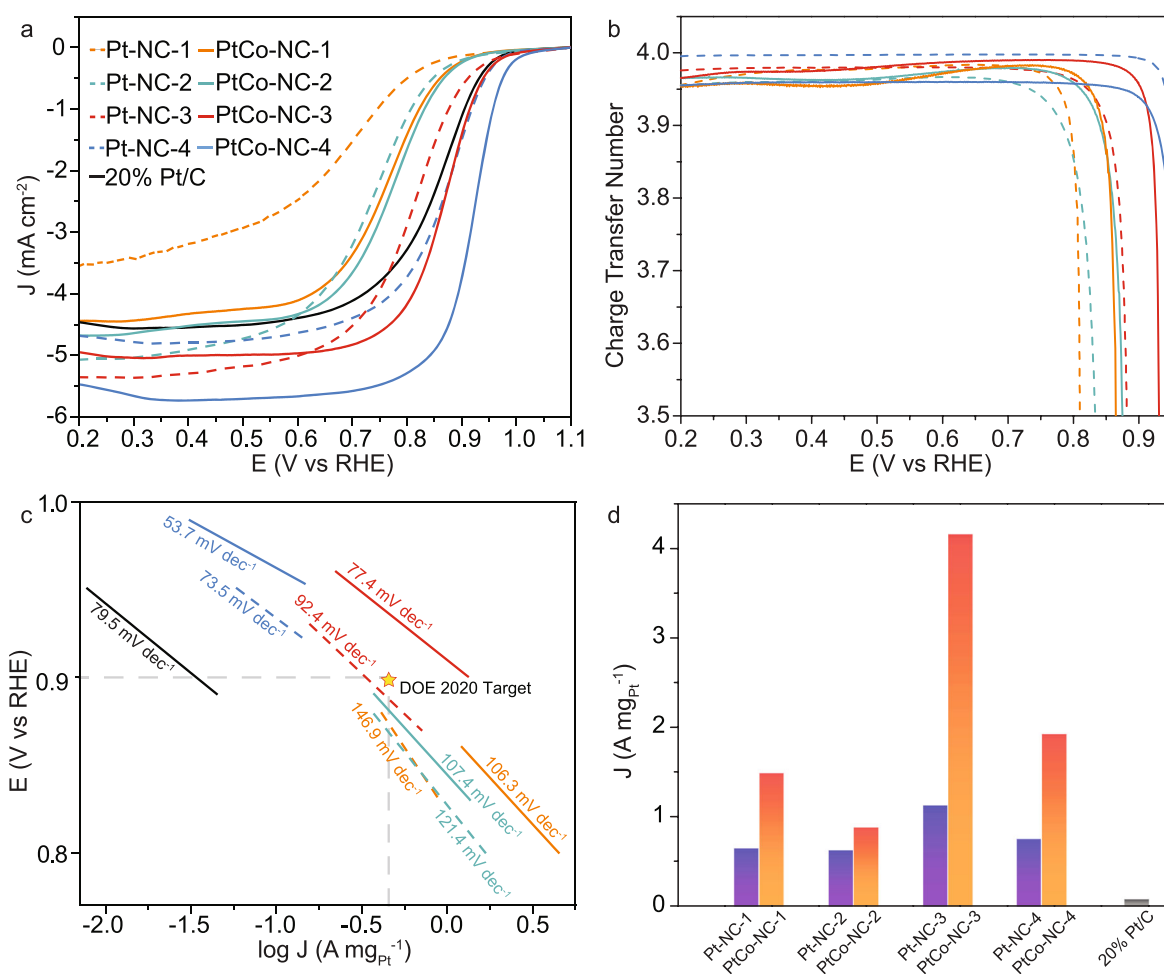 a
Pt-NC-1 PtCo-NC-1
Pt-NC-2 PtCo-NC-2
Pt-NC-3 PtCo-NC-3
Pt-NC-4 PtCo-NC-4
20% Pt/C
0
-1
-2
-3
-4
-5
-6
J (mA cm⁻²)
0.2 0.3 0.4 0.5 0.6 0.7 0.8 0.9 1.0 1.1
E (V vs RHE)
b
4.0
3.9
3.8
3.7
3.6
3.5
Charge Transfer Number
0.2 0.3 0.4 0.5 0.6 0.7 0.8 0.9
E (V vs RHE)
c
1.0
0.9
0.8
E (V vs RHE)
53.7 mV dec⁻¹
73.5 mV dec⁻¹
79.5 mV dec⁻¹
92.4 mV dec⁻¹
77.4 mV dec⁻¹
DOE 2020 Target
146.9 mV dec⁻¹
107.4 mV dec⁻¹
121.4 mV dec⁻¹
106.3 mV dec⁻¹
-2.0 -1.5 -1.0 -0.5 0.0 0.5
log J (A mgPt⁻¹)
d
4
3
2
1
0
J (A mgPt⁻¹)
Pt-NC-1
PtCo-NC-1
Pt-NC-2
PtCo-NC-2
Pt-NC-3
PtCo-NC-3
Pt-NC-4
PtCo-NC-4
20% Pt/C